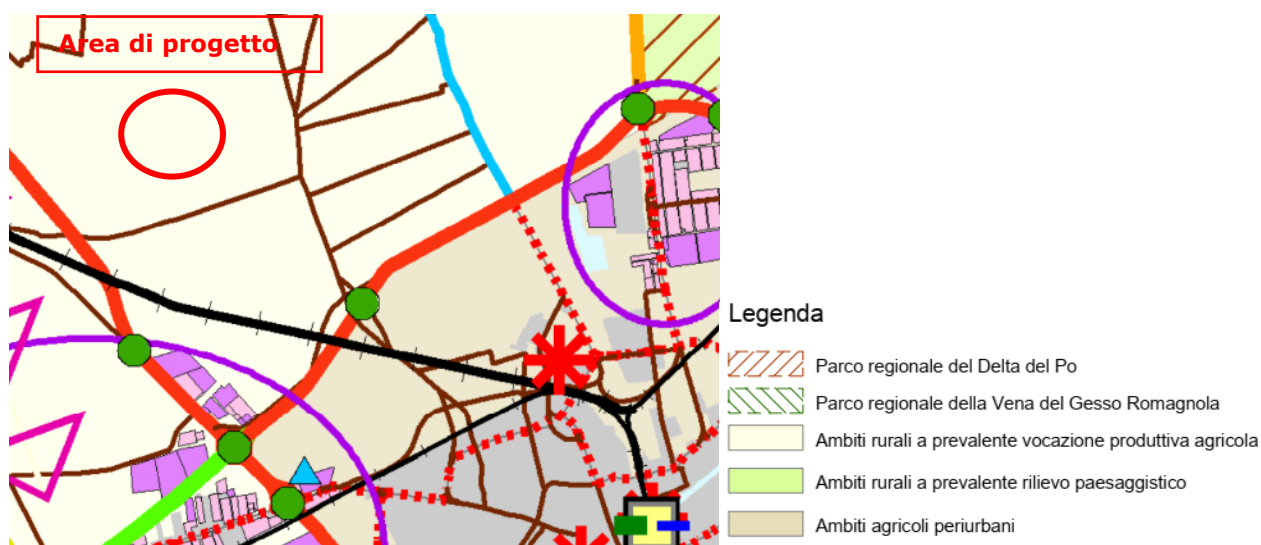 Area di progetto
Legenda
Parco regionale del Delta del Po
Parco regionale della Vena del Gesso Romagnola
Ambiti rurali a prevalente vocazione produttiva agricola
Ambiti rurali a prevalente rilievo paesaggistico
Ambiti agricoli periurbani